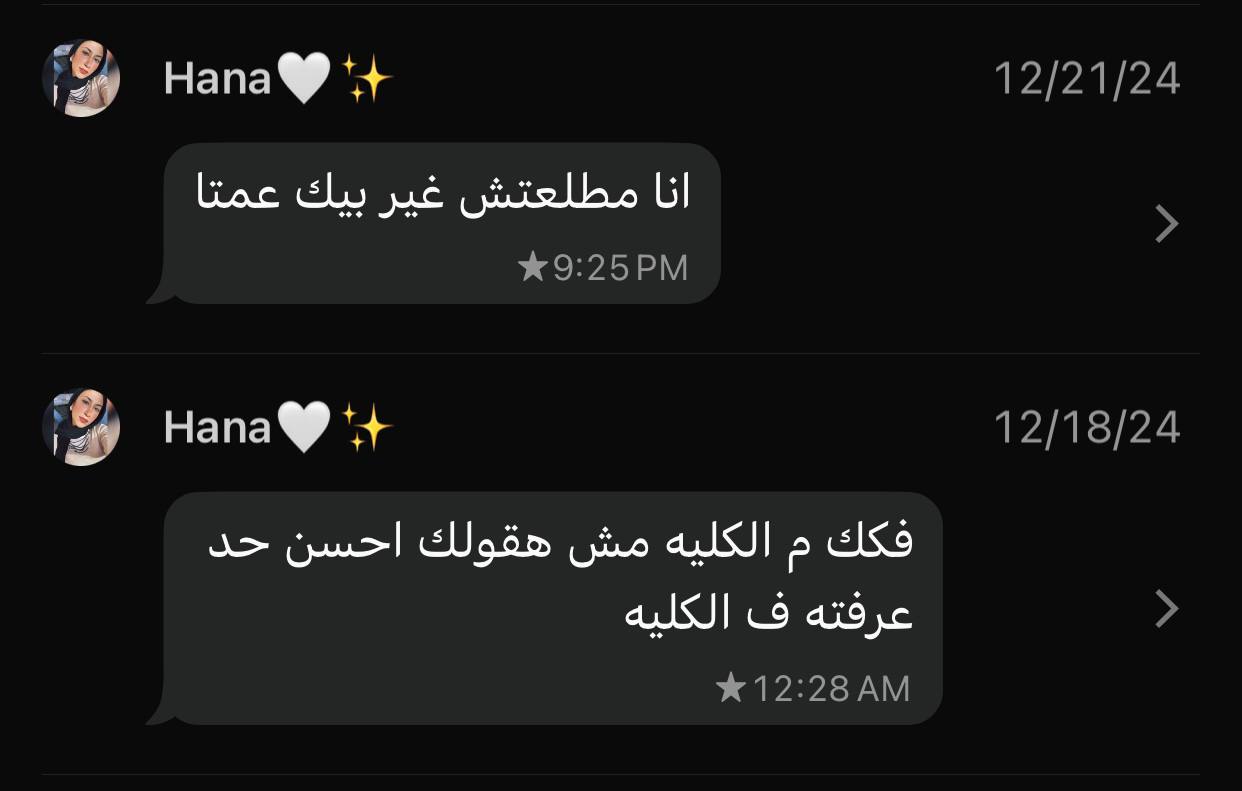 Hana🤍✨
12/21/24
انا مطلعتش غير بيك عمتا
★9:25 PM
Hana🤍✨
12/18/24
فكك م الكليه مش هقولك احسن حد
عرفته ف الكليه
★12:28 AM